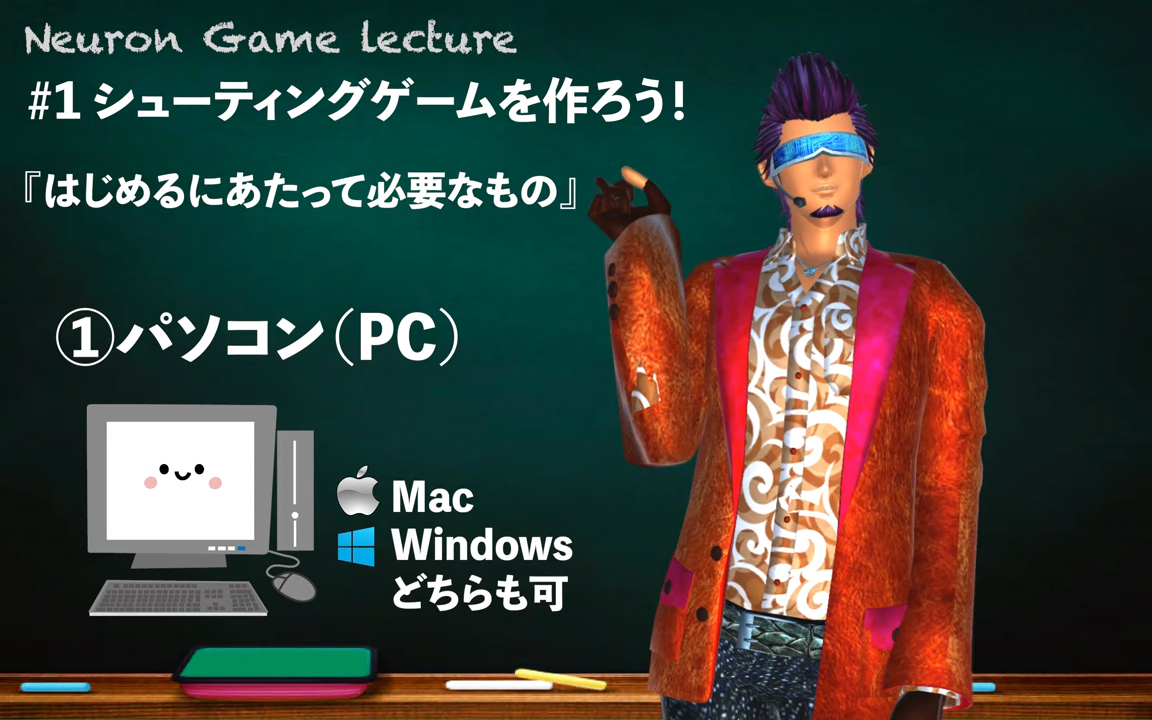 Neuron Game lecture
#1 シューティングゲームを作ろう!
『はじめるにあたって必要なもの』
①パソコン（PC）
Mac
Windows
どちらも可